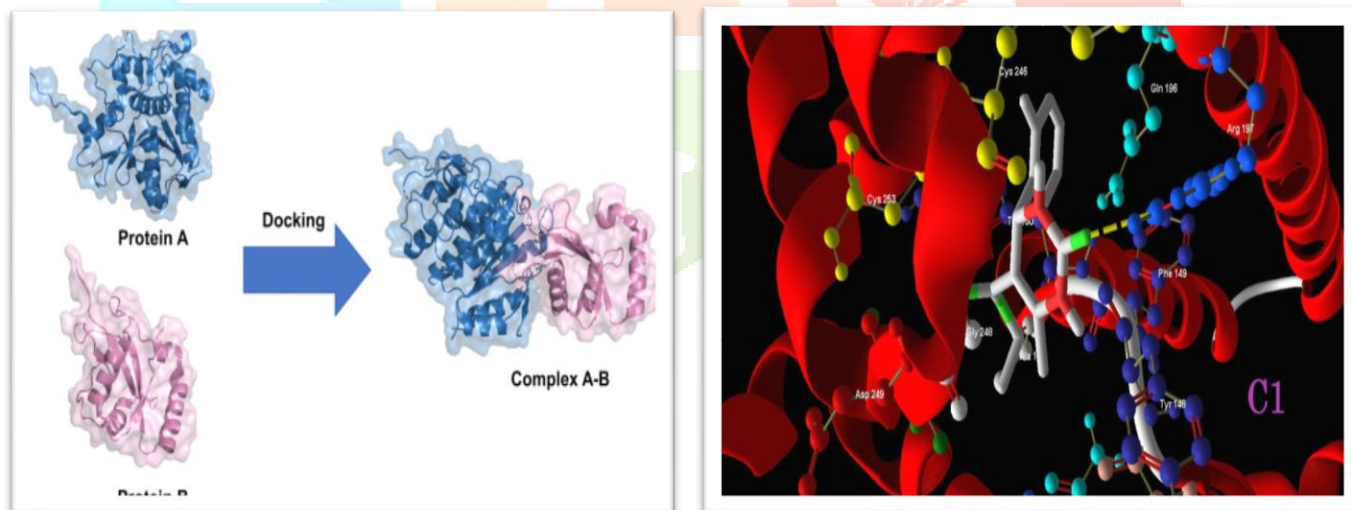 Protein A
Docking
Complex A-B
Protein B
Cys 246
Gln 196
Arg 197
Cys 253
Phe 149
Gly 248
Asp 249
Tyr 148
C1